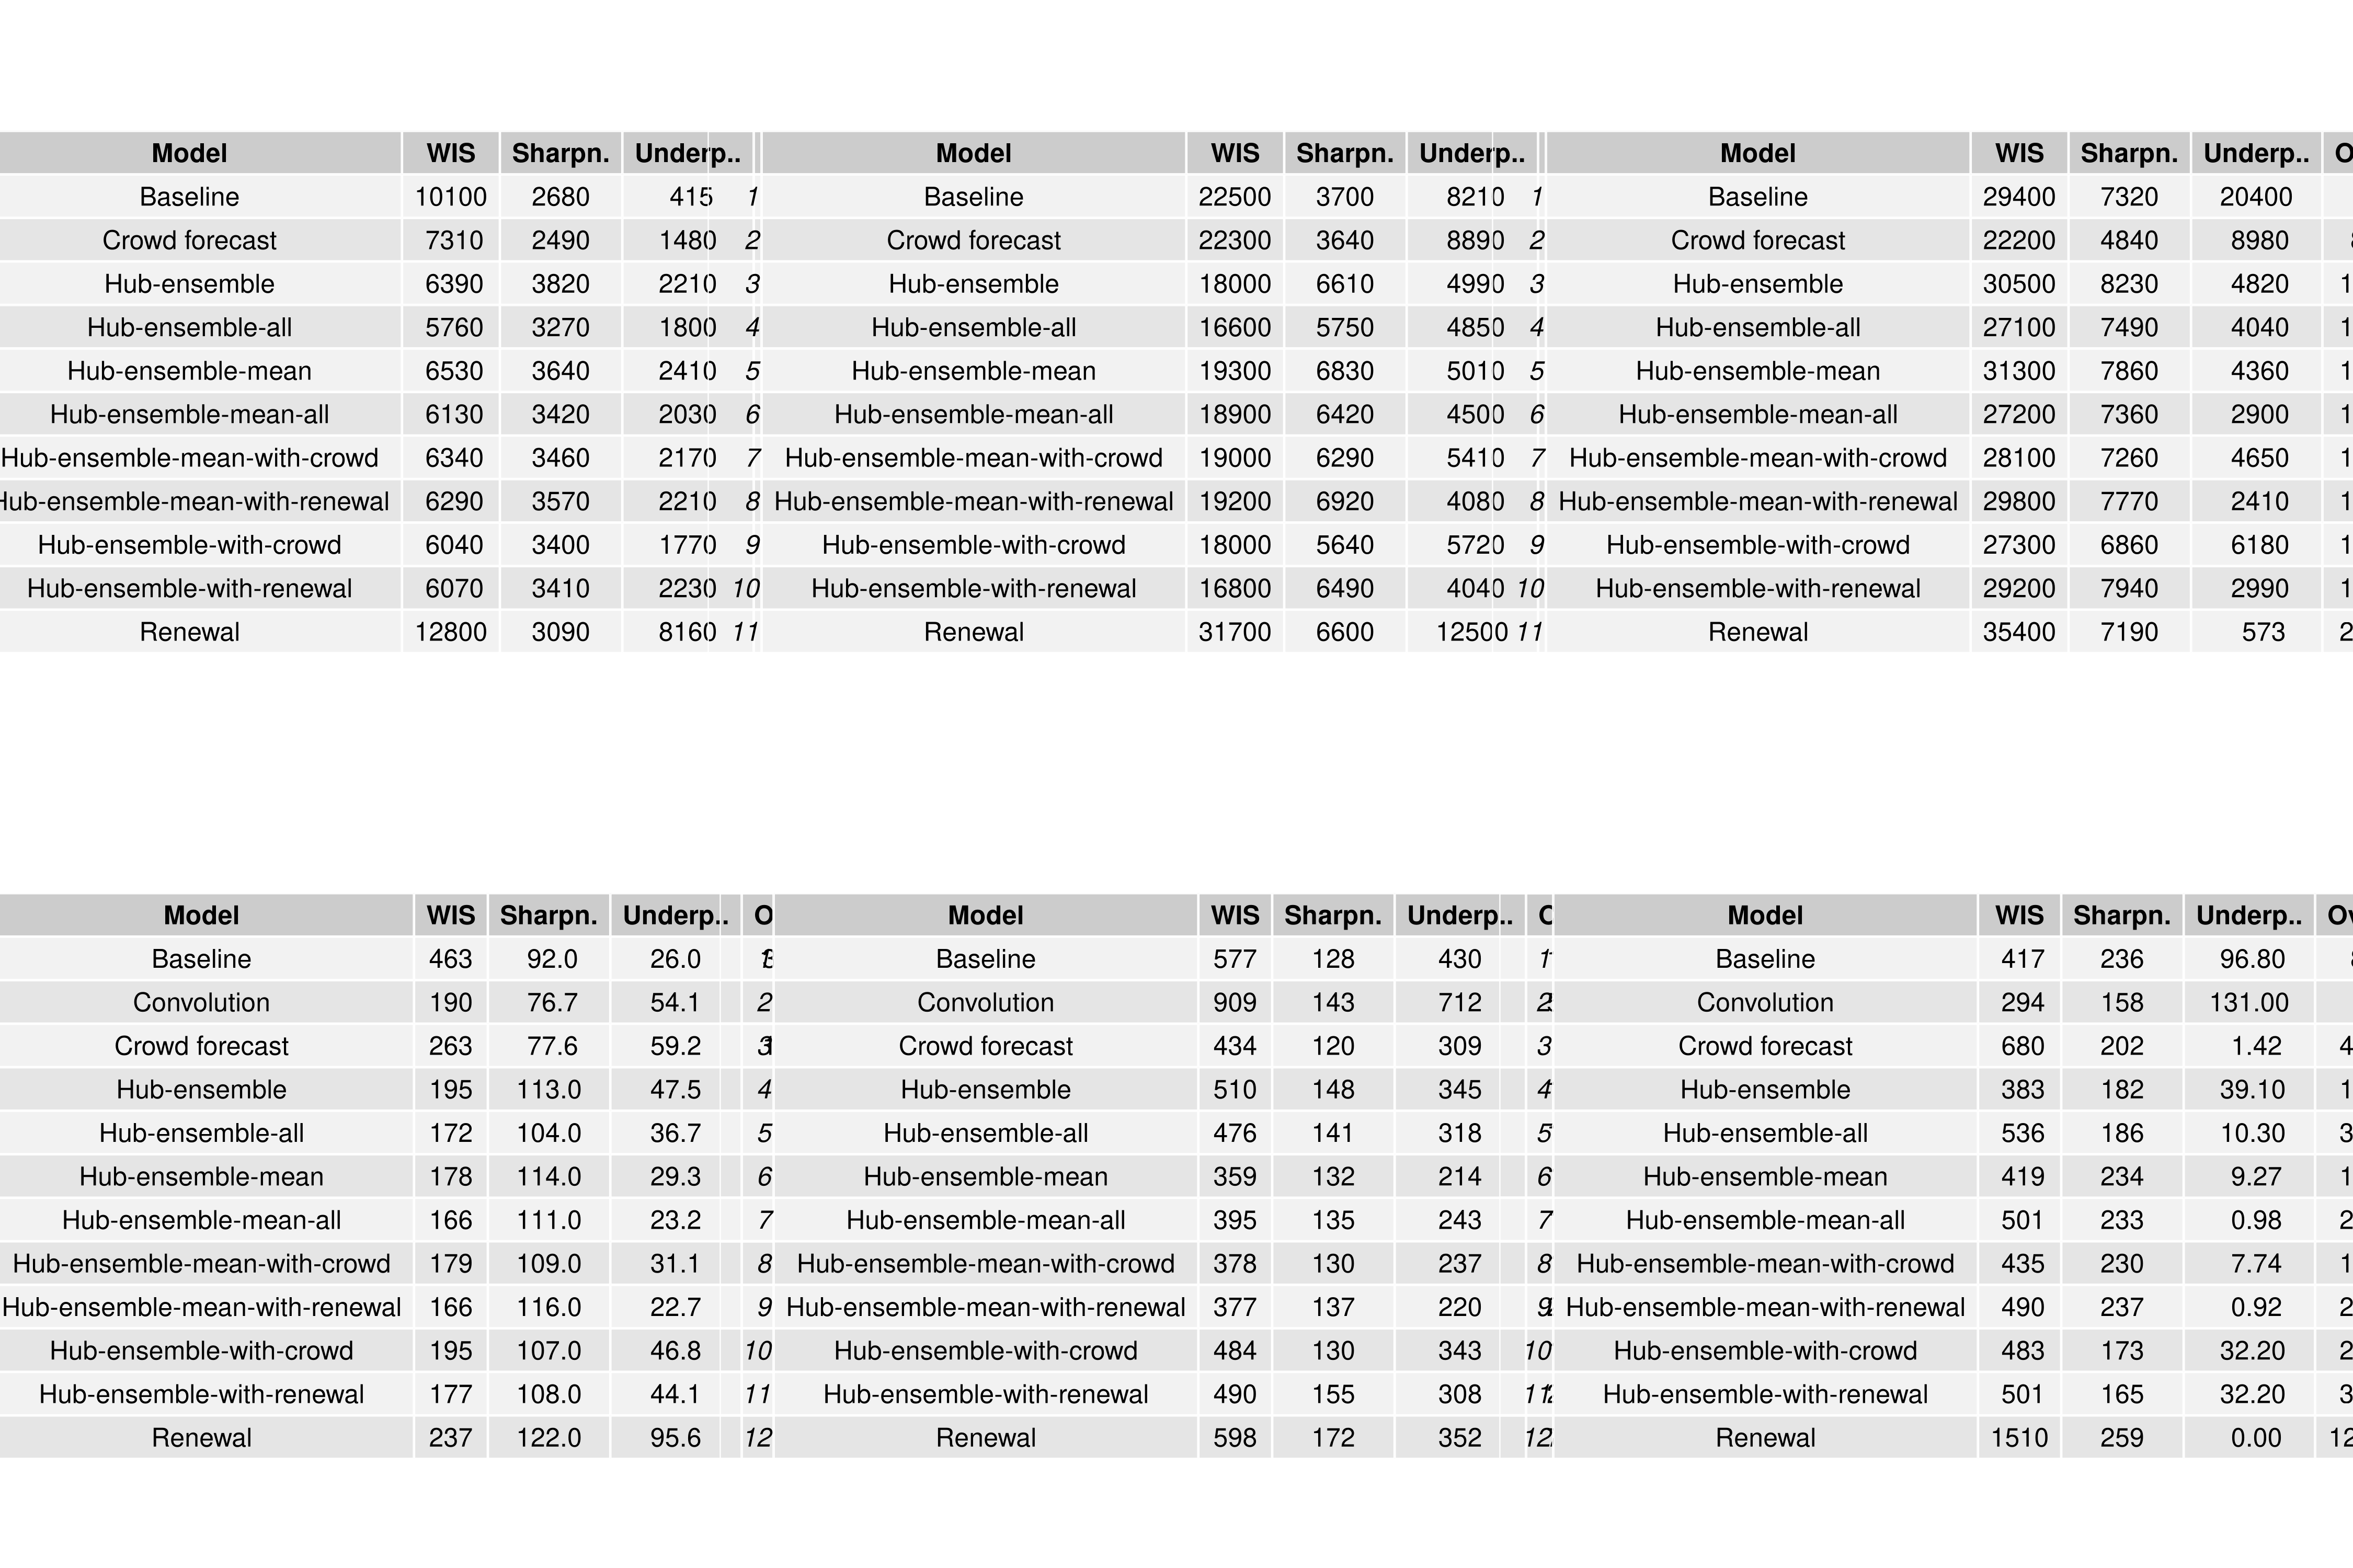 Model WIS Sharpn. Underp.. Model WIS Sharpn. Underp.. Model WIS Sharpn. Underp.. O
Baseline 10100 2680 415 1 Baseline 22500 3700 8210 1 Baseline 29400 7320 20400
Crowd forecast 7310 2490 1480 2 Crowd forecast 22300 3640 8890 2 Crowd forecast 22200 4840 8980
Hub-ensemble 6390 3820 2210 3 Hub-ensemble 18000 6610 4990 3 Hub-ensemble 30500 8230 4820 1
Hub-ensemble-all 5760 3270 1800 4 Hub-ensemble-all 16600 5750 4850 4 Hub-ensemble-all 27100 7490 4040 1
Hub-ensemble-mean 6530 3640 2410 5 Hub-ensemble-mean 19300 6830 5010 5 Hub-ensemble-mean 31300 7860 4360 1
Hub-ensemble-mean-all 6130 3420 2030 6 Hub-ensemble-mean-all 18900 6420 4500 6 Hub-ensemble-mean-all 27200 7360 2900 1
Hub-ensemble-mean-with-crowd 6340 3460 2170 7 Hub-ensemble-mean-with-crowd 19000 6290 5410 7 Hub-ensemble-mean-with-crowd 28100 7260 4650 1
Hub-ensemble-mean-with-renewal 6290 3570 2210 8 Hub-ensemble-mean-with-renewal 19200 6920 4080 8 Hub-ensemble-mean-with-renewal 29800 7770 2410 1
Hub-ensemble-with-crowd 6040 3400 1770 9 Hub-ensemble-with-crowd 18000 5640 5720 9 Hub-ensemble-with-crowd 27300 6860 6180 1
Hub-ensemble-with-renewal 6070 3410 2230 10 Hub-ensemble-with-renewal 16800 6490 4040 10 Hub-ensemble-with-renewal 29200 7940 2990 1
Renewal 12800 3090 8160 11 Renewal 31700 6600 12500 11 Renewal 35400 7190 573 2
Model WIS Sharpn. Underp.. O Model WIS Sharpn. Underp.. Model WIS Sharpn. Underp.. Ov
Baseline 463 92.0 26.0 Baseline 577 128 430 1 Baseline 417 236 96.80
Convolution 190 76.7 54.1 2 Convolution 909 143 712 2 Convolution 294 158 131.00
Crowd forecast 263 77.6 59.2 3 Crowd forecast 434 120 309 3 Crowd forecast 680 202 1.42 4
Hub-ensemble 195 113.0 47.5 4 Hub-ensemble 510 148 345 4 Hub-ensemble 383 182 39.10 1
Hub-ensemble-all 172 104.0 36.7 5 Hub-ensemble-all 476 141 318 5 Hub-ensemble-all 536 186 10.30 3
Hub-ensemble-mean 178 114.0 29.3 6 Hub-ensemble-mean 359 132 214 6 Hub-ensemble-mean 419 234 9.27 1
Hub-ensemble-mean-all 166 111.0 23.2 7 Hub-ensemble-mean-all 395 135 243 7 Hub-ensemble-mean-all 501 233 0.98 2
Hub-ensemble-mean-with-crowd 179 109.0 31.1 8 Hub-ensemble-mean-with-crowd 378 130 237 8 Hub-ensemble-mean-with-crowd 435 230 7.74 1
Hub-ensemble-mean-with-renewal 166 116.0 22.7 9 Hub-ensemble-mean-with-renewal 377 137 220 9 Hub-ensemble-mean-with-renewal 490 237 0.92 2
Hub-ensemble-with-crowd 195 107.0 46.8 10 Hub-ensemble-with-crowd 484 130 343 10 Hub-ensemble-with-crowd 483 173 32.20 2
Hub-ensemble-with-renewal 177 108.0 44.1 11 Hub-ensemble-with-renewal 490 155 308 11 Hub-ensemble-with-renewal 501 165 32.20 3
Renewal 237 122.0 95.6 12 Renewal 598 172 352 12 Renewal 1510 259 0.00 12